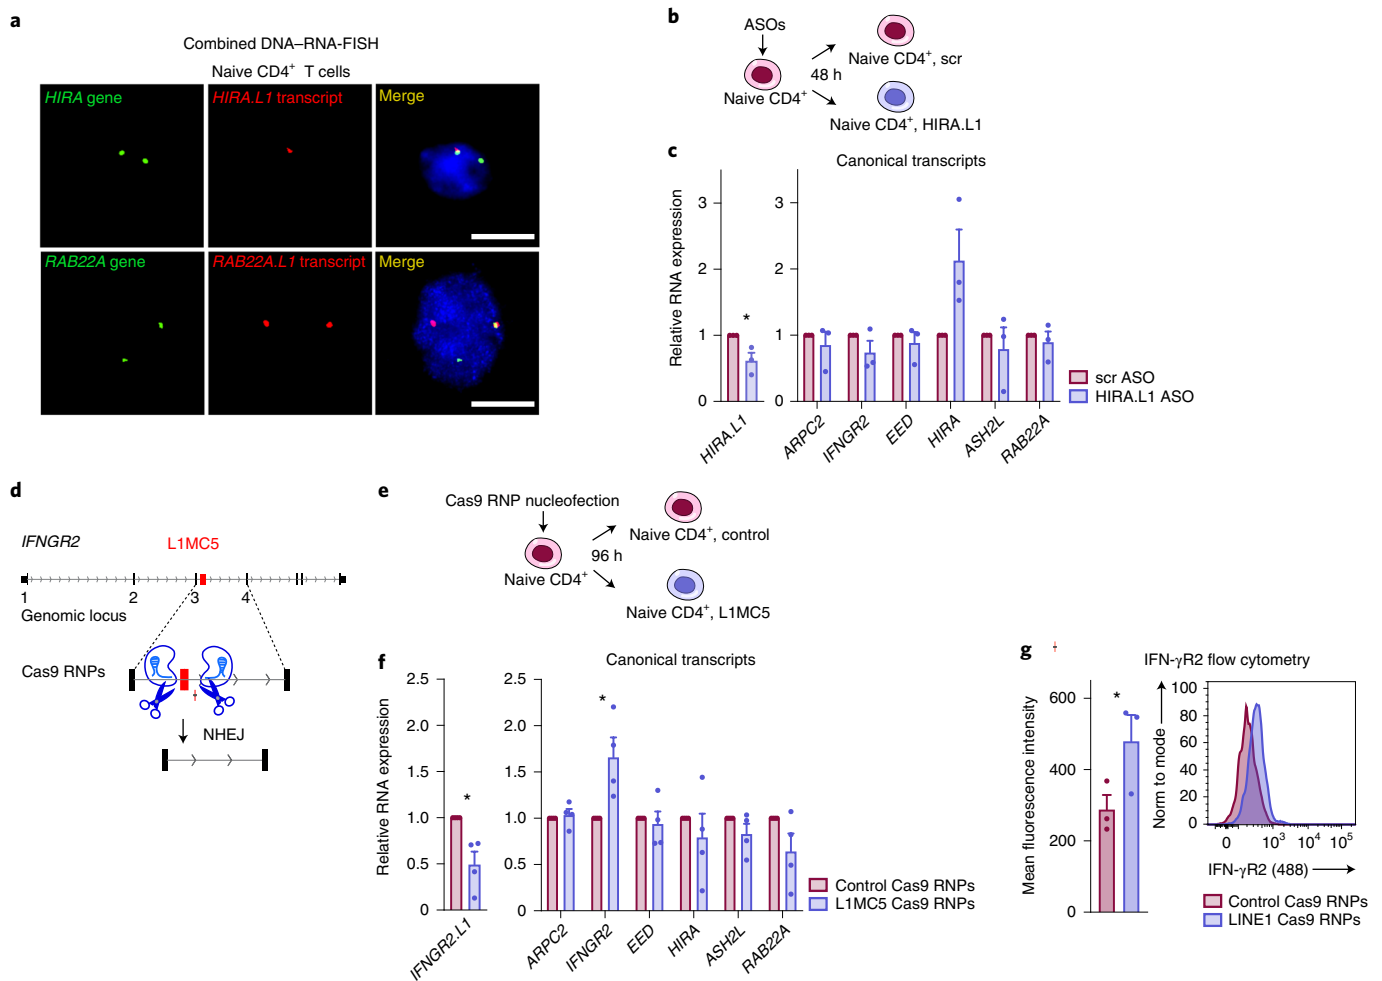 a
Combined DNA–RNA-FISH
Naive CD4+ T cells
HIRA gene
HIRA.L1 transcript
Merge
RAB22A gene
RAB22A.L1 transcript
Merge
b
ASOs
48 h
Naive CD4+
Naive CD4+, scr
Naive CD4+, HIRA.L1
c
Canonical transcripts
Relative RNA expression
3
2
1
0
*
HIRA.L1
3
2
1
0
ARPC2
IFNGR2
EED
HIRA
ASH2L
RAB22A
scr ASO
HIRA.L1 ASO
d
IFNGR2
L1MC5
1
2
3
4
Genomic locus
Cas9 RNPs
NHEJ
e
Cas9 RNP nucleofection
96 h
Naive CD4+
Naive CD4+, control
Naive CD4+, L1MC5
f
Canonical transcripts
Relative RNA expression
2.5
2.0
1.5
1.0
0.5
0
*
IFNGR2.L1
2.5
2.0
1.5
1.0
0.5
0
*
ARPC2
IFNGR2
EED
HIRA
ASH2L
RAB22A
Control Cas9 RNPs
L1MC5 Cas9 RNPs
g
IFN-γR2 flow cytometry
Mean fluorescence intensity
600
400
200
0
*
Norm to mode
100
80
60
40
20
0
0
10³
10⁴
10⁵
IFN-γR2 (488)
Control Cas9 RNPs
LINE1 Cas9 RNPs